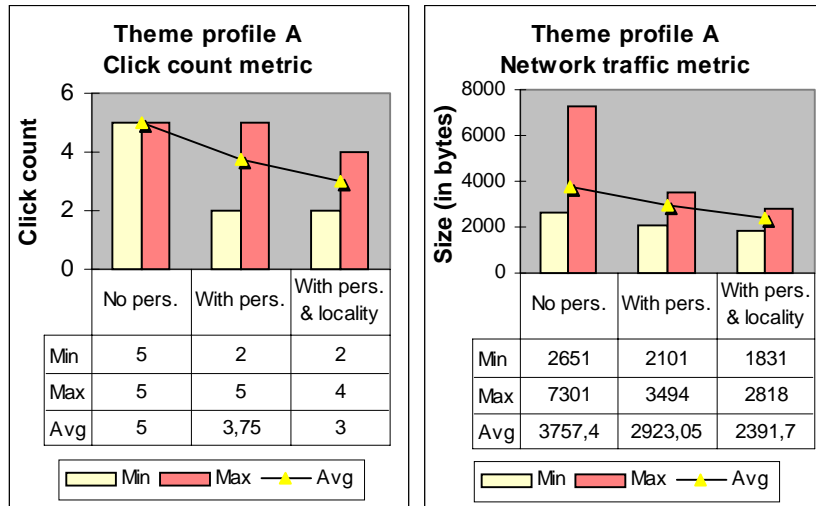 Theme profile A
Click count metric
6
4
2
0
Click count
No pers. With pers. With pers. & locality
Min 5 2 2
Max 5 5 4
Avg 5 3,75 3
Min Max Avg
Theme profile A
Network traffic metric
8000
6000
4000
2000
0
Size (in bytes)
No pers. With pers. With pers. & locality
Min 2651 2101 1831
Max 7301 3494 2818
Avg 3757,4 2923,05 2391,7
Min Max Avg